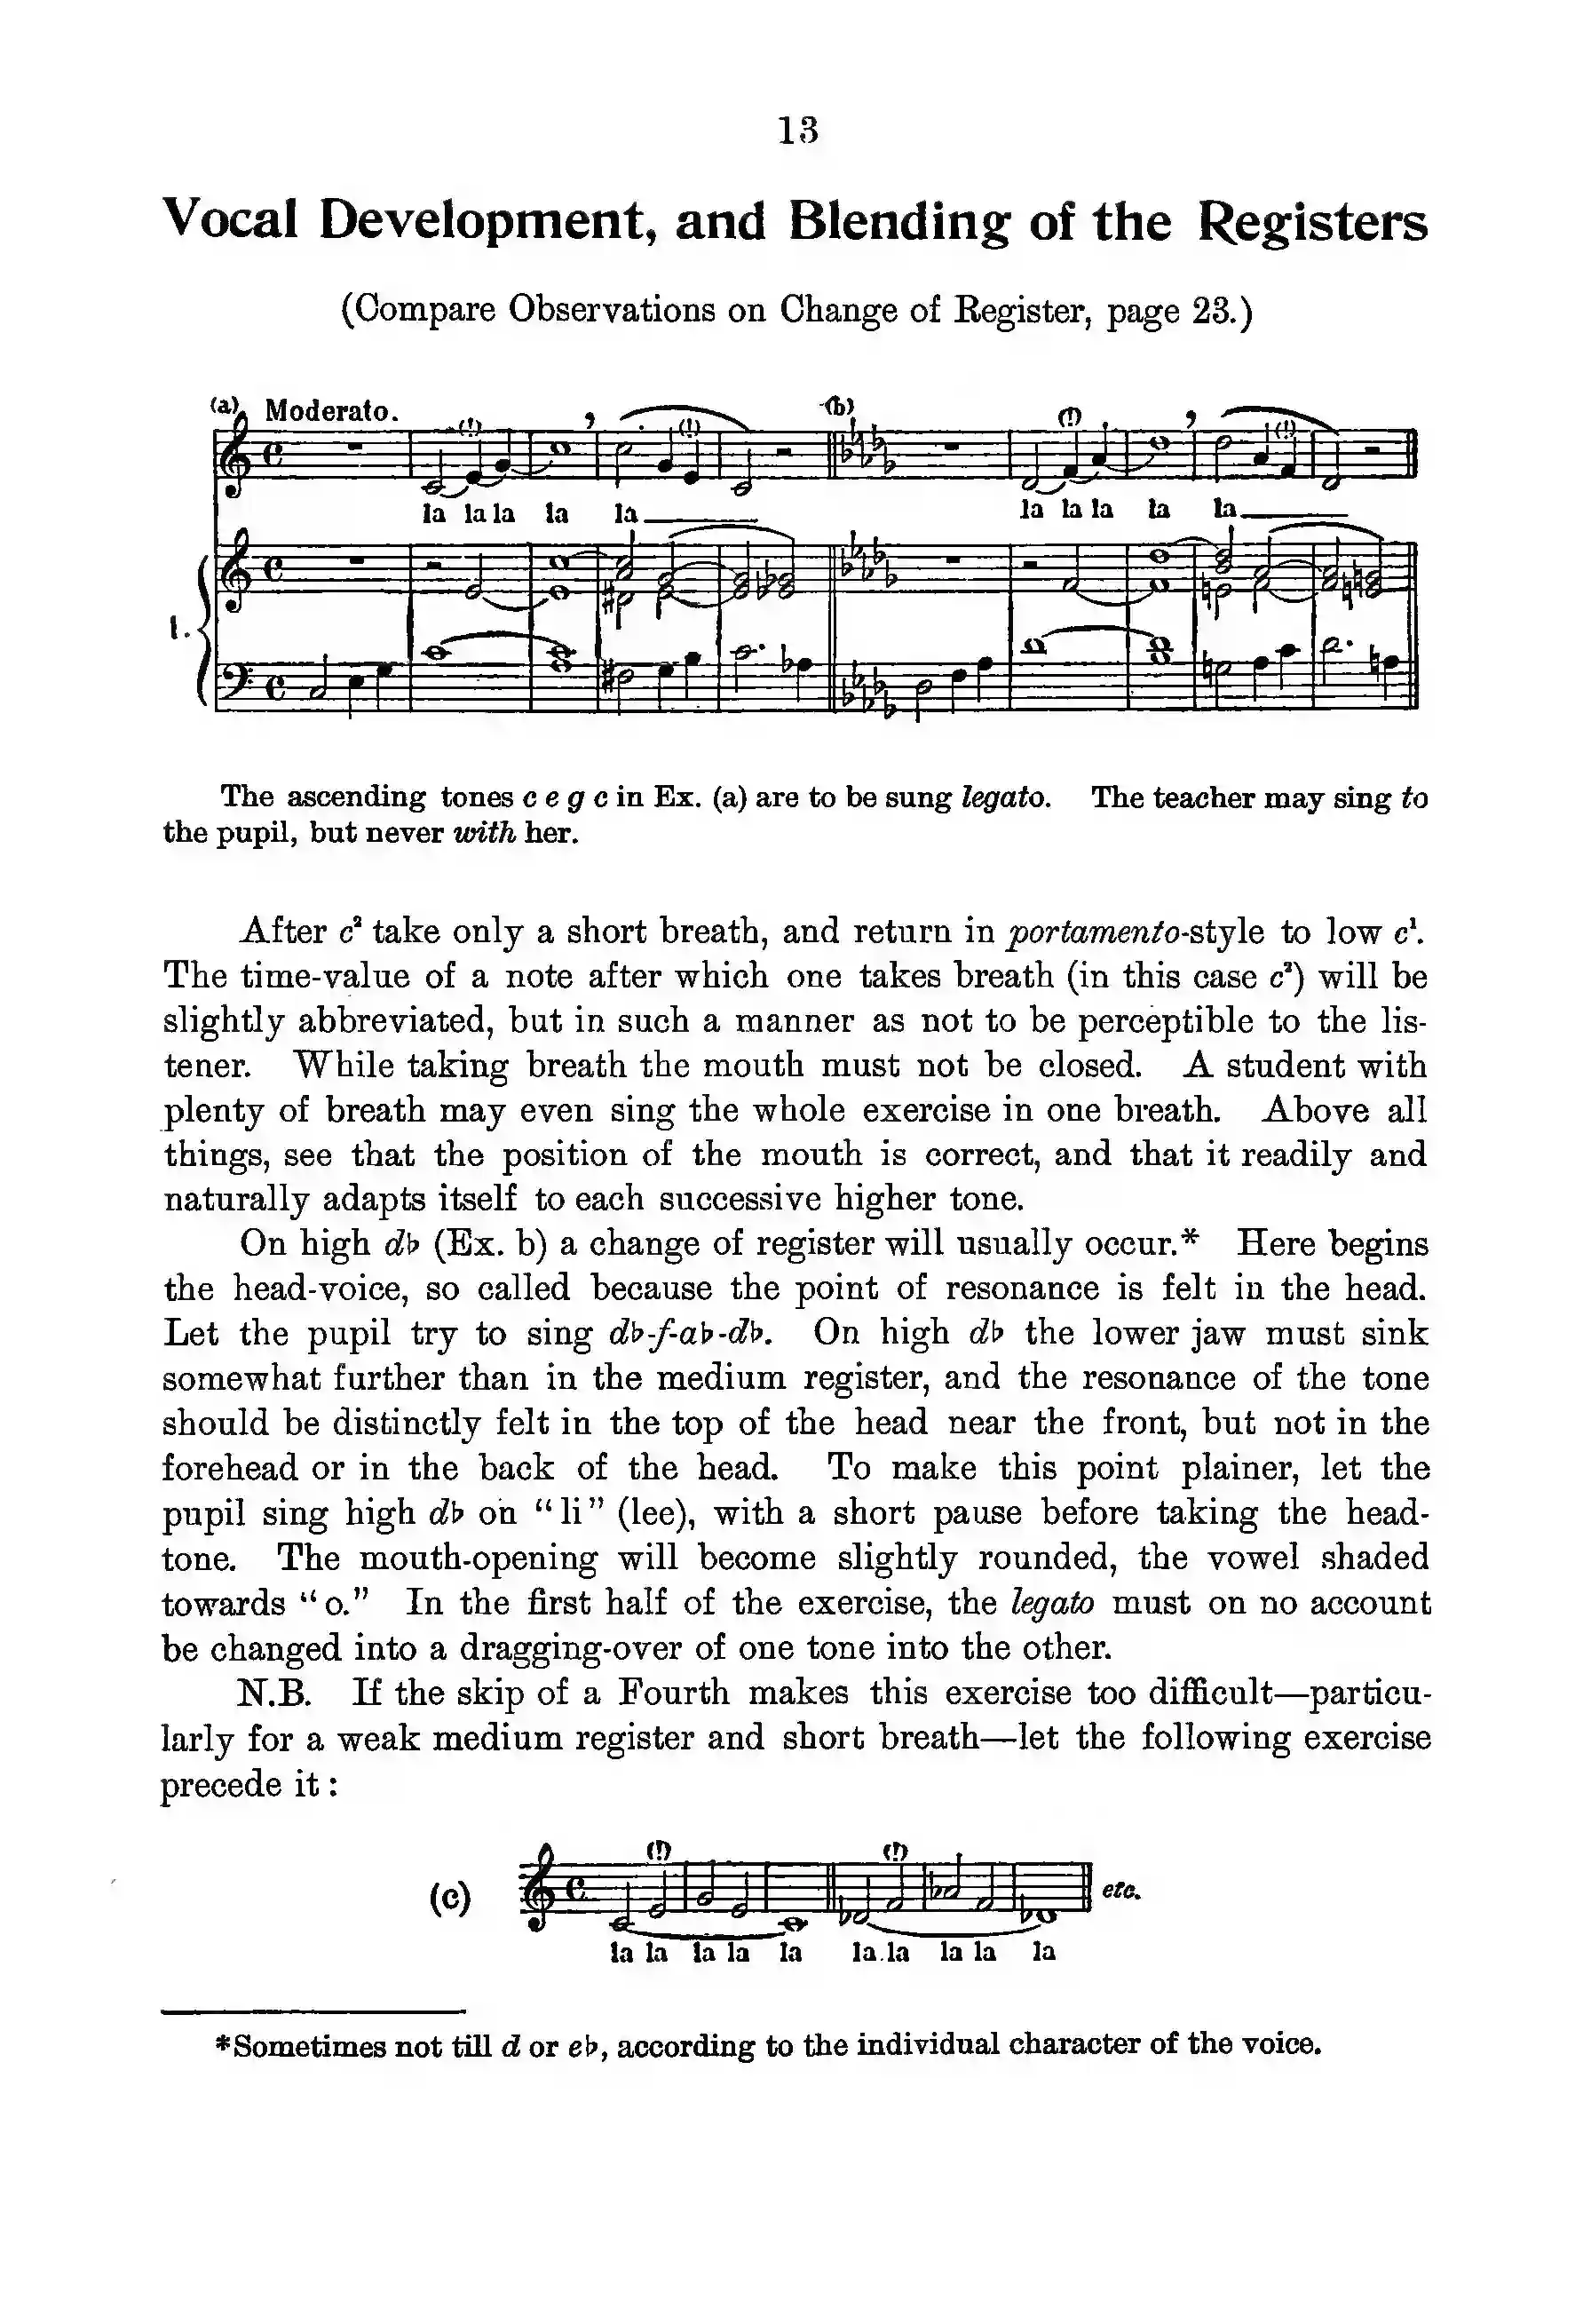 13
Vocal Development, and Blending of the Registers
(Compare Observations on Change of Register, page 23.)
(a) Moderato. (!) (!) (b) (!) (!)
la la la la la la la la la la
1.
The ascending tones c e g c in Ex. (a) are to be sung legato. The teacher may sing to
the pupil, but never with her.
After c² take only a short breath, and return in portamento-style to low c¹.
The time-value of a note after which one takes breath (in this case c²) will be
slightly abbreviated, but in such a manner as not to be perceptible to the lis-
tener. While taking breath the mouth must not be closed. A student with
plenty of breath may even sing the whole exercise in one breath. Above all
things, see that the position of the mouth is correct, and that it readily and
naturally adapts itself to each successive higher tone.
On high d♭ (Ex. b) a change of register will usually occur.* Here begins
the head-voice, so called because the point of resonance is felt in the head.
Let the pupil try to sing d♭-f-a♭-d♭. On high d♭ the lower jaw must sink
somewhat further than in the medium register, and the resonance of the tone
should be distinctly felt in the top of the head near the front, but not in the
forehead or in the back of the head. To make this point plainer, let the
pupil sing high d♭ on “li” (lee), with a short pause before taking the head-
tone. The mouth-opening will become slightly rounded, the vowel shaded
towards “o.” In the first half of the exercise, the legato must on no account
be changed into a dragging-over of one tone into the other.
N.B. If the skip of a Fourth makes this exercise too difficult—particu-
larly for a weak medium register and short breath—let the following exercise
precede it:
(!) (!)
(c) etc.
la la la la la la la la la la
*Sometimes not till d or e♭, according to the individual character of the voice.